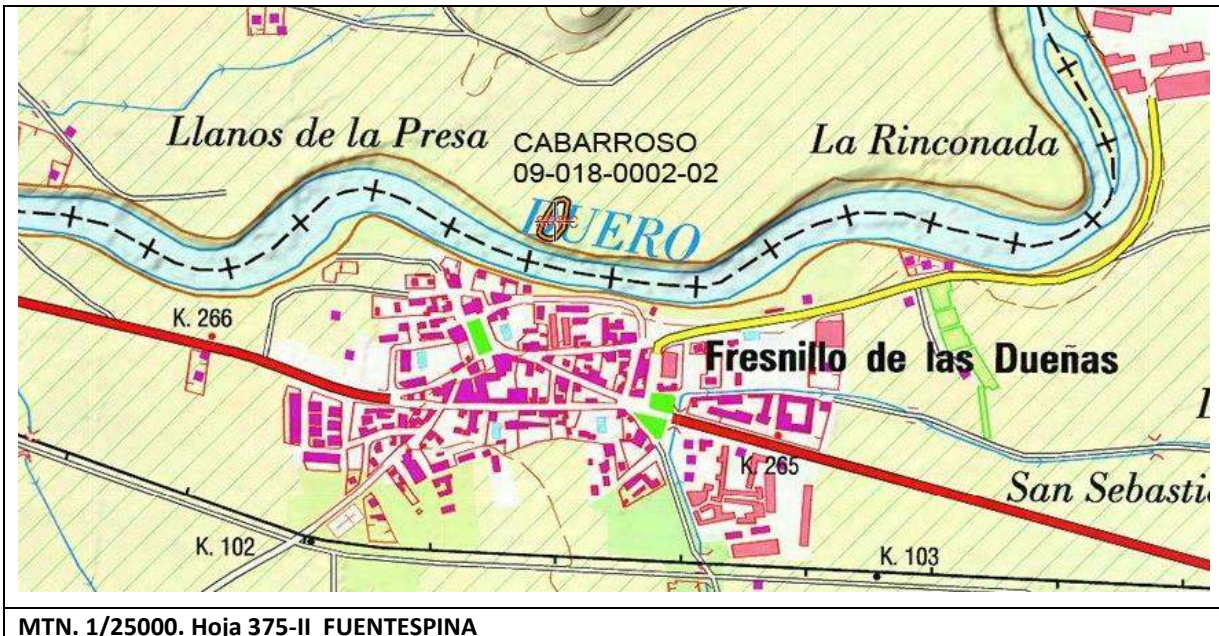 Llanos de la Presa
CABARROSO
09-018-0002-02
La Rinconada
DUERO
K. 266
Fresnillo de las Dueñas
K. 265
San Sebasti
K. 102
K. 103
MTN. 1/25000. Hoja 375-II FUENTESPINA